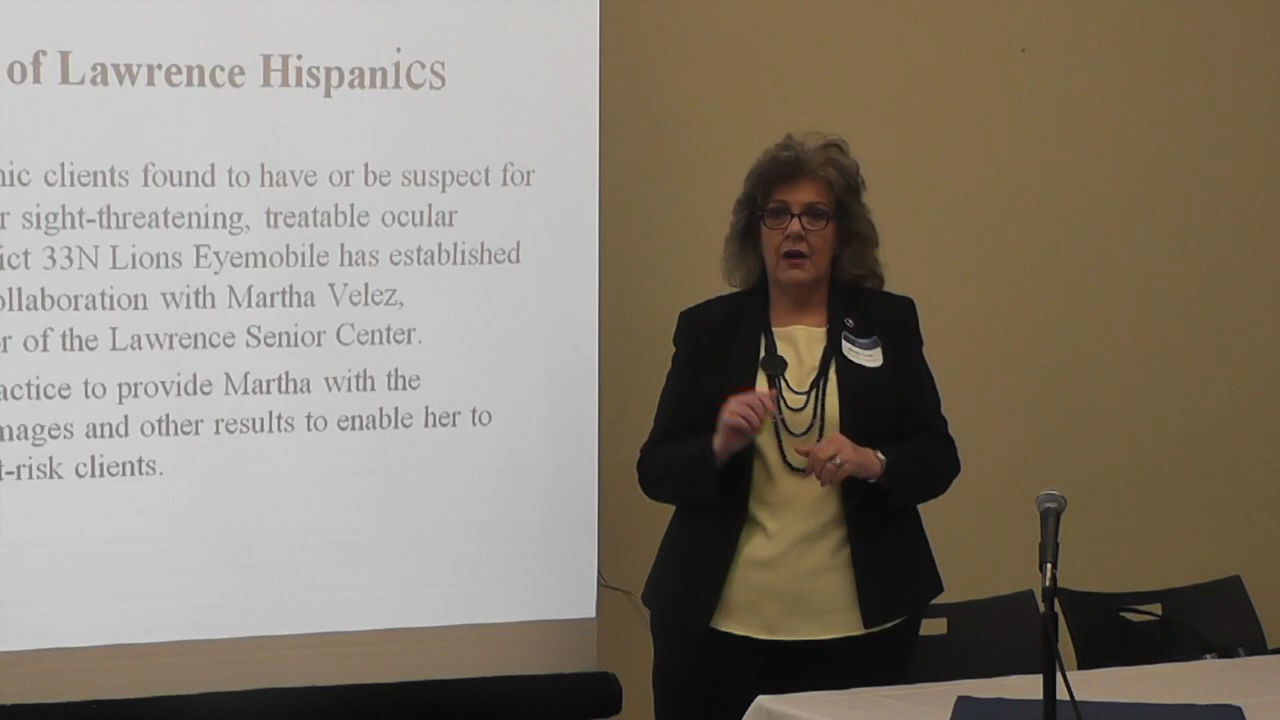 of Lawrence Hispanics
nic clients found to have or be suspect for
r sight-threatening, treatable ocular
ict 33N Lions Eyemobile has established
ollaboration with Martha Velez,
r of the Lawrence Senior Center.
actice to provide Martha with the
mages and other results to enable her to
t-risk clients.